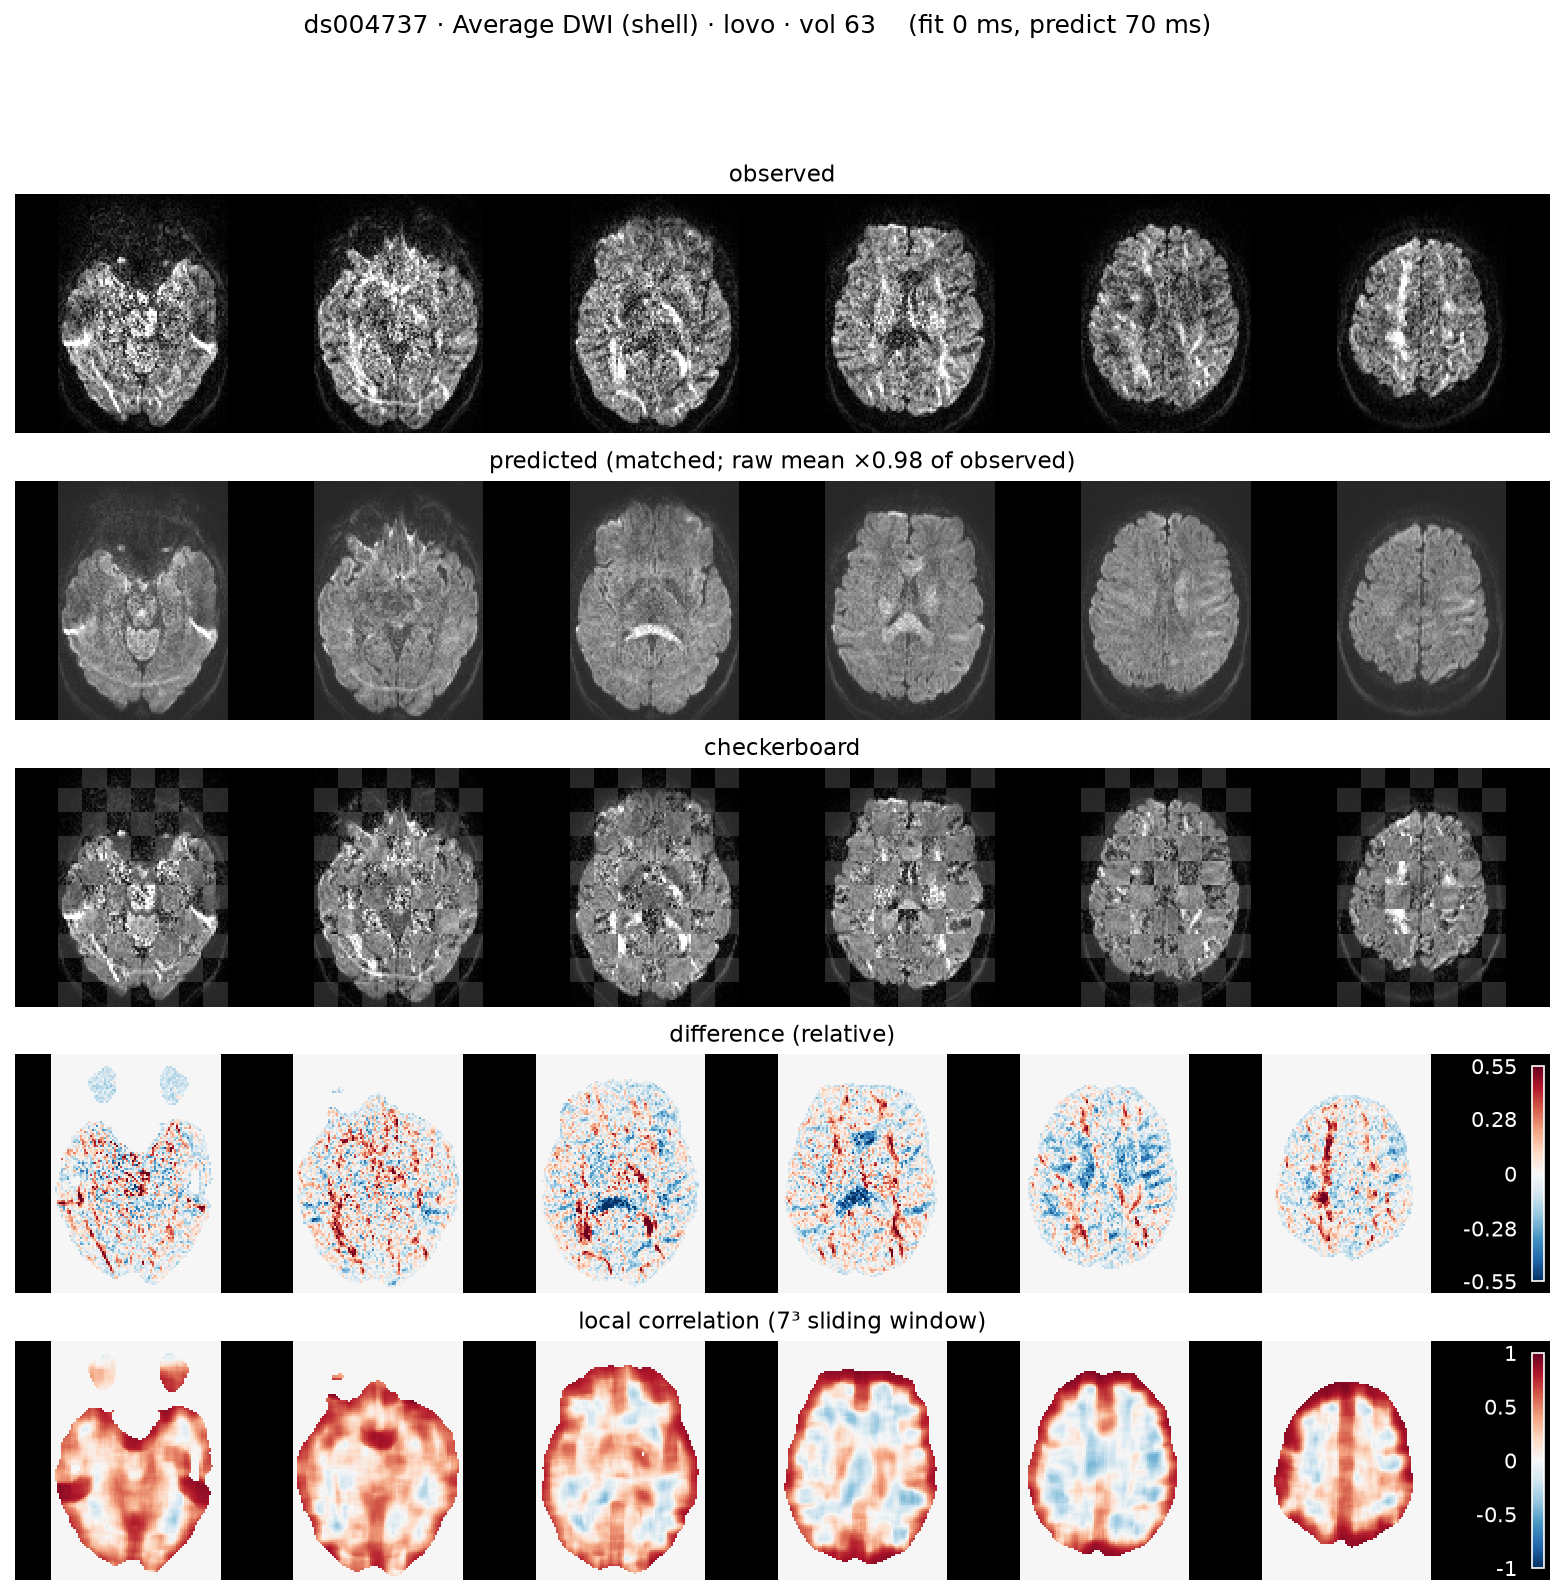 ds004737 · Average DWI (shell) · lovo · vol 63    (fit 0 ms, predict 70 ms)
observed
predicted (matched; raw mean ×0.98 of observed)
checkerboard
difference (relative)
0.55
0.28
0
-0.28
-0.55
local correlation (7³ sliding window)
1
0.5
0
-0.5
-1